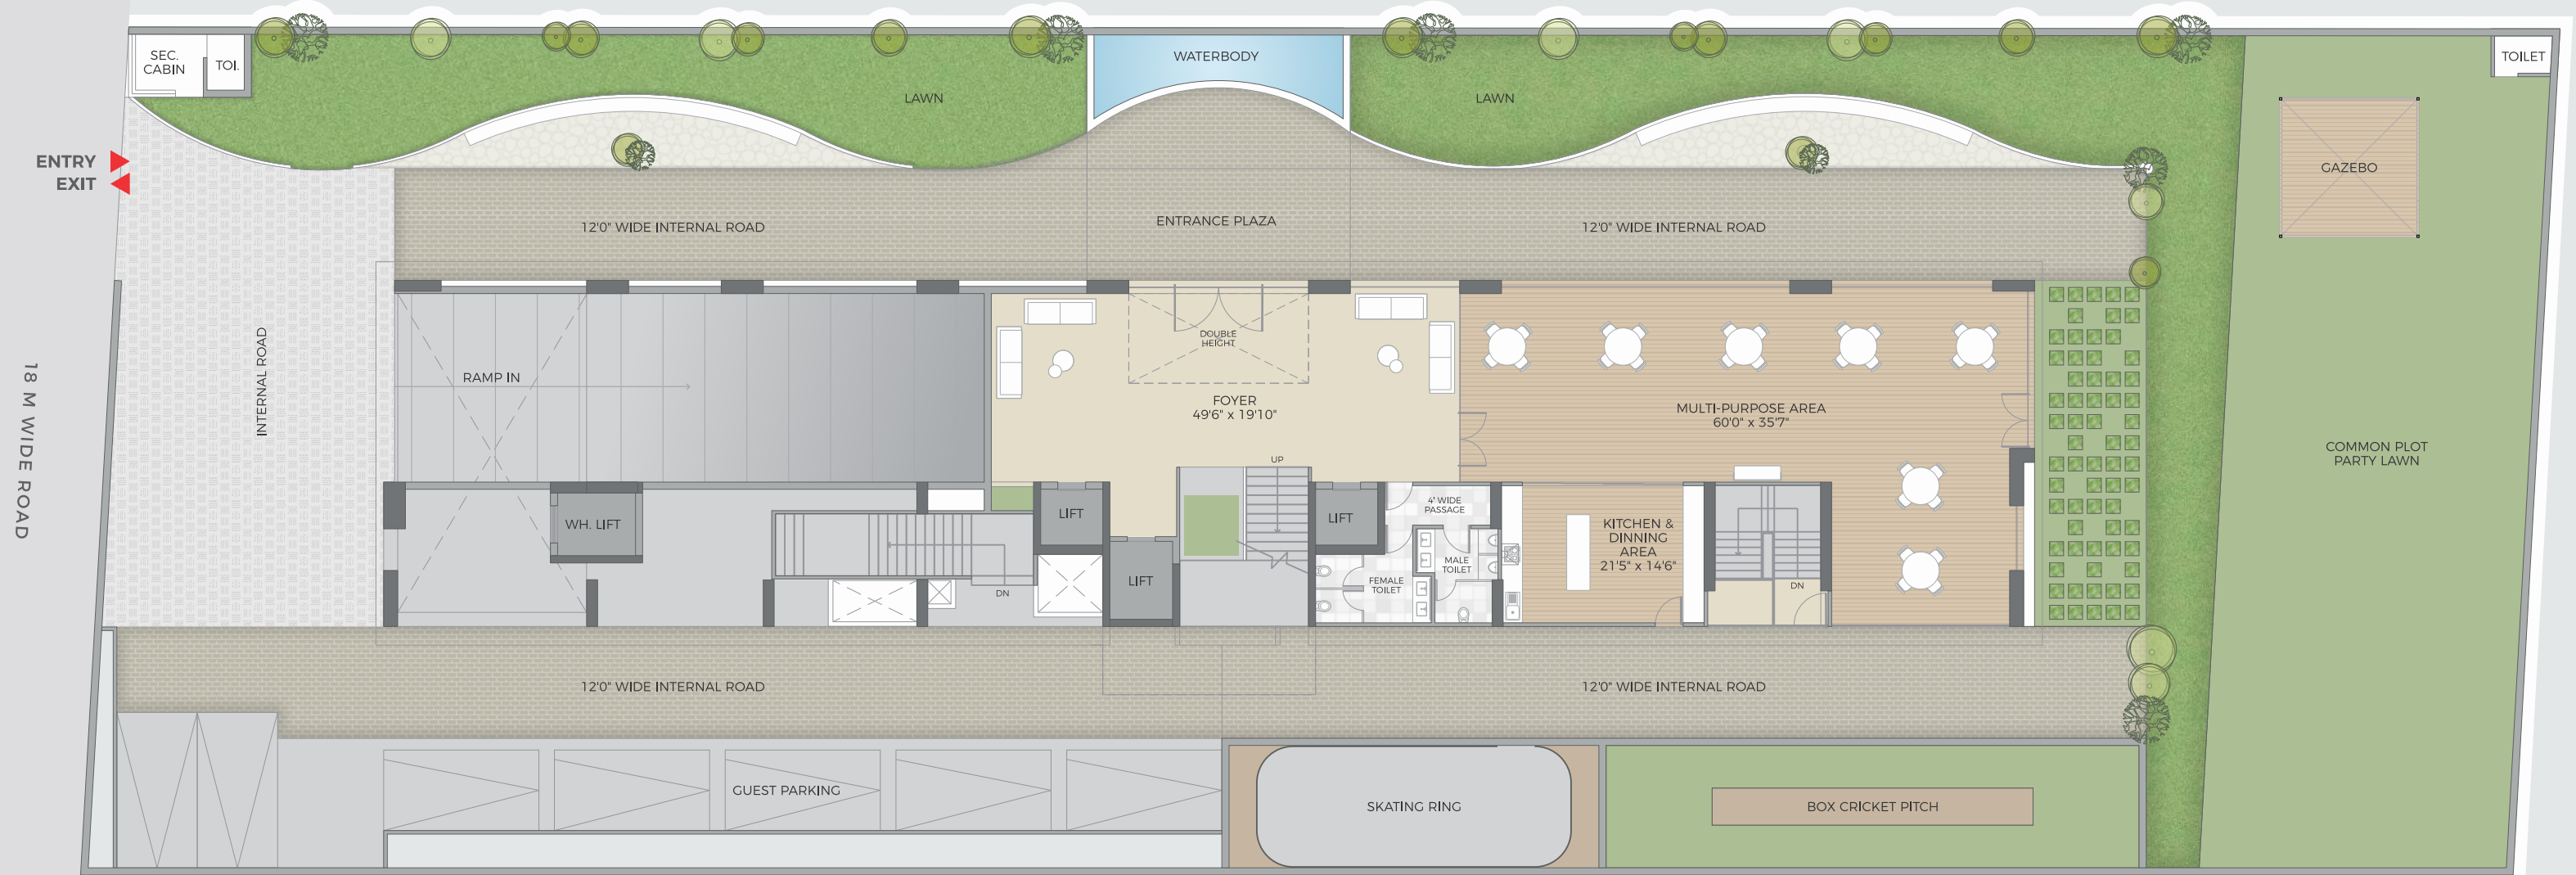 SEC.
CABIN
TOI.
WATERBODY
TOILET
LAWN
LAWN
ENTRY
EXIT
GAZEBO
12'0" WIDE INTERNAL ROAD
ENTRANCE PLAZA
12'0" WIDE INTERNAL ROAD
18 M WIDE ROAD
INTERNAL ROAD
RAMP IN
DOUBLE
HEIGHT
FOYER
49'6" x 19'10"
MULTI-PURPOSE AREA
60'0" x 35'7"
COMMON PLOT
PARTY LAWN
UP
WH. LIFT
LIFT
LIFT
LIFT
4' WIDE
PASSAGE
MALE
TOILET
FEMALE
TOILET
KITCHEN &
DINNING
AREA
21'5" x 14'6"
DN
DN
12'0" WIDE INTERNAL ROAD
12'0" WIDE INTERNAL ROAD
GUEST PARKING
SKATING RING
BOX CRICKET PITCH